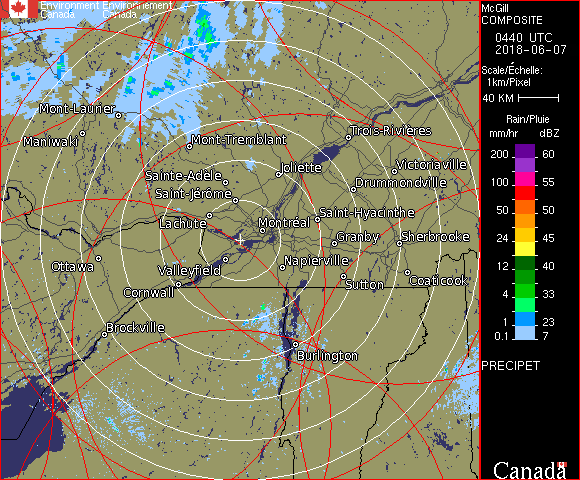 Environment Environnement
Canada Canada
McGill
COMPOSITE
0440 UTC
2018-06-07
Scale/Échelle:
1km/Pixel
40 KM
Rain/Pluie
mm/hr dBZ
200 60
150 57
100 55
50 50
24 45
12 40
4 33
1 23
0.1 7
PRECIPET
Canada
Mont-Laurier
Maniwaki
Mont-Tremblant
Trois-Rivières
Joliette
Victoriaville
Sainte-Adèle
Drummondville
Saint-Jérôme
Lachute
Saint-Hyacinthe
Montréal
Granby
Sherbrooke
Ottawa
Valleyfield
Napierville
Cornwall
Sutton
Coaticook
Brockville
Burlington